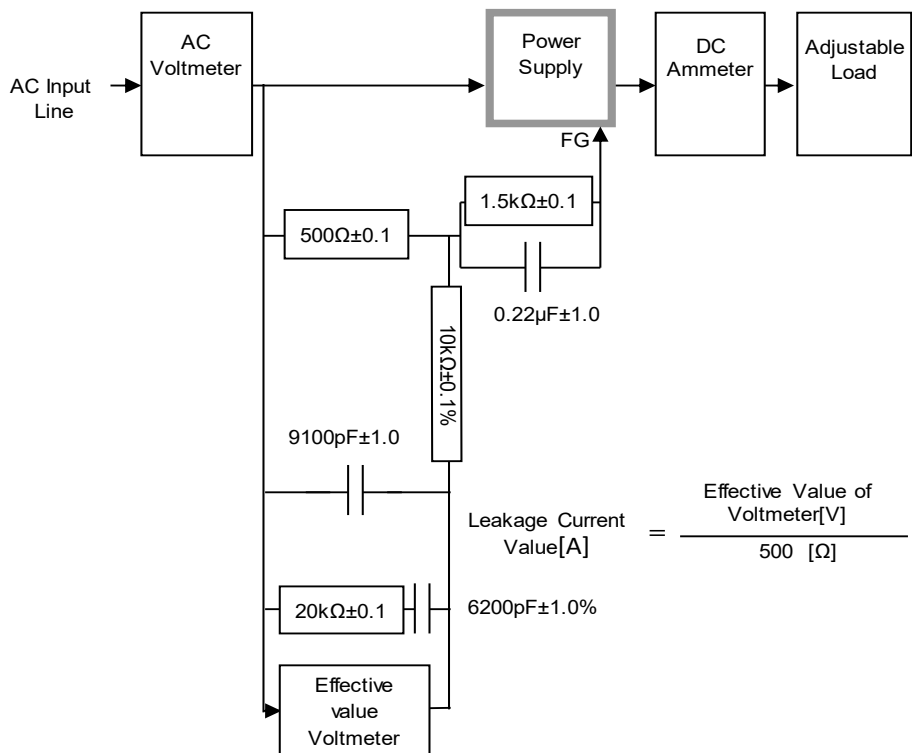 AC
Voltmeter
Power
Supply
DC
Ammeter
Adjustable
Load
AC Input
Line
FG
1.5kΩ±0.1
500Ω±0.1
0.22µF±1.0
10kΩ±0.1%
9100pF±1.0
Leakage Current
Value[A]
=
Effective Value of
Voltmeter[V]
500 [Ω]
20kΩ±0.1
6200pF±1.0%
Effective
value
Voltmeter